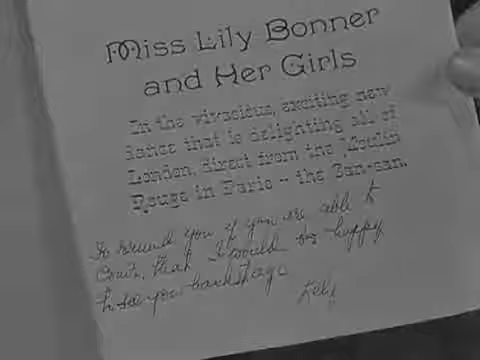 Miss Lily Bonner
and Her Girls
In the vivacious, exciting new
dance that is delighting all of
London, direct from the Moulin
Rouge in Paris - the Can-can.
To remind you if you are able to
come, that I would be happy
to see you backstage